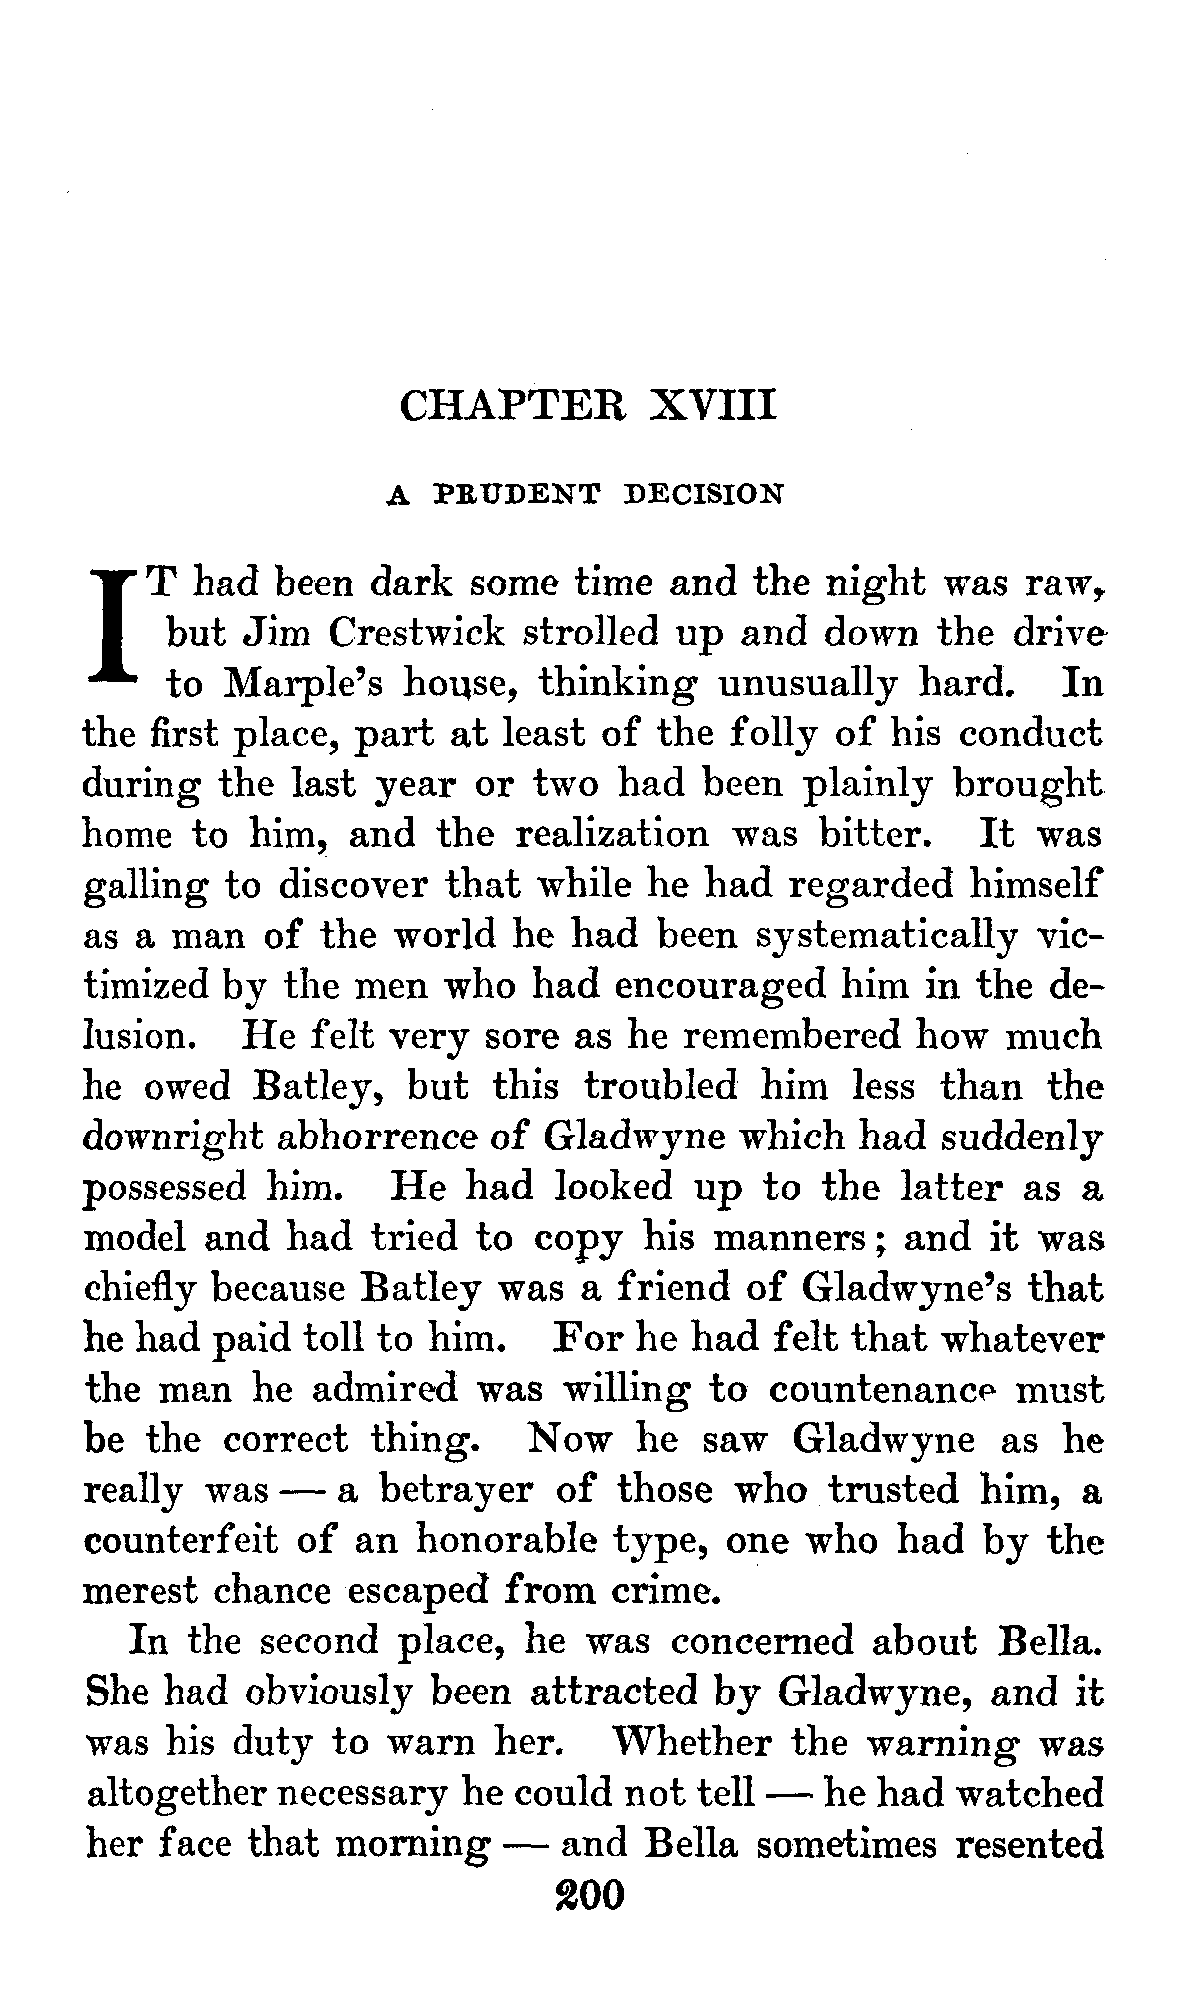 CHAPTER XVIII
A PRUDENT DECISION
IT had been dark some time and the night was raw,
but Jim Crestwick strolled up and down the drive
to Marple's house, thinking unusually hard. In
the first place, part at least of the folly of his conduct
during the last year or two had been plainly brought
home to him, and the realization was bitter. It was
galling to discover that while he had regarded himself
as a man of the world he had been systematically vic-
timized by the men who had encouraged him in the de-
lusion. He felt very sore as he remembered how much
he owed Batley, but this troubled him less than the
downright abhorrence of Gladwyne which had suddenly
possessed him. He had looked up to the latter as a
model and had tried to copy his manners; and it was
chiefly because Batley was a friend of Gladwyne's that
he had paid toll to him. For he had felt that whatever
the man he admired was willing to countenance must
be the correct thing. Now he saw Gladwyne as he
really was — a betrayer of those who trusted him, a
counterfeit of an honorable type, one who had by the
merest chance escaped from crime.
In the second place, he was concerned about Bella.
She had obviously been attracted by Gladwyne, and it
was his duty to warn her. Whether the warning was
altogether necessary he could not tell — he had watched
her face that morning — and Bella sometimes resented
200